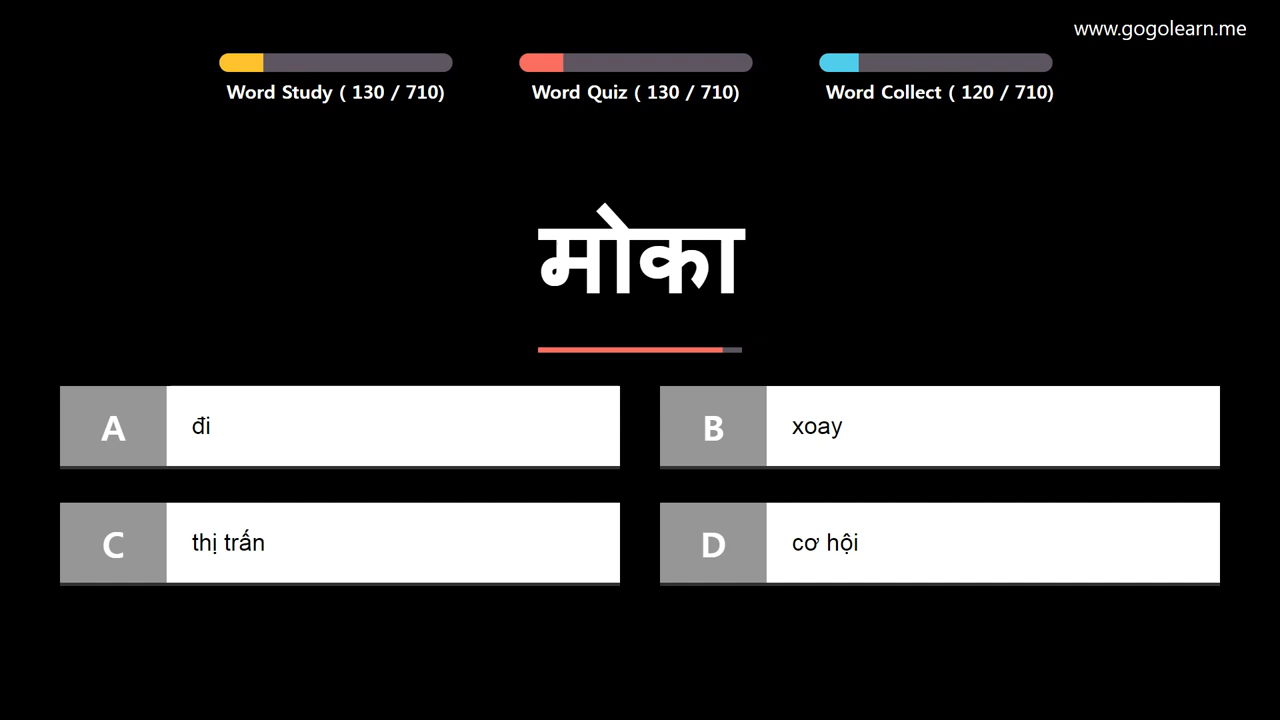 www.gogolearn.me
Word Study ( 130 / 710)
Word Quiz ( 130 / 710)
Word Collect ( 120 / 710)
मोका
A đi
B xoay
C thị trấn
D cơ hội